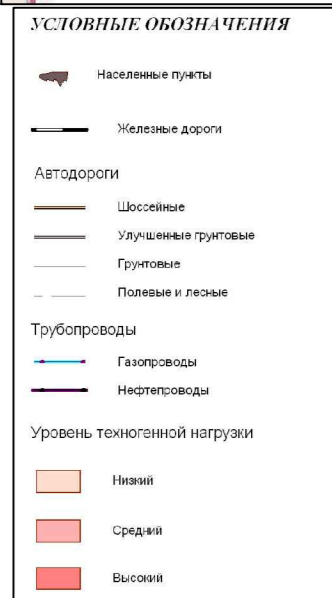 УСЛОВНЫЕ ОБОЗНАЧЕНИЯ
Населенные пункты
Железные дороги
Автодороги
Шоссейные
Улучшенные грунтовые
Грунтовые
Полевые и лесные
Трубопроводы
Газопроводы
Нефтепроводы
Уровень техногенной нагрузки
Низкий
Средний
Высокий